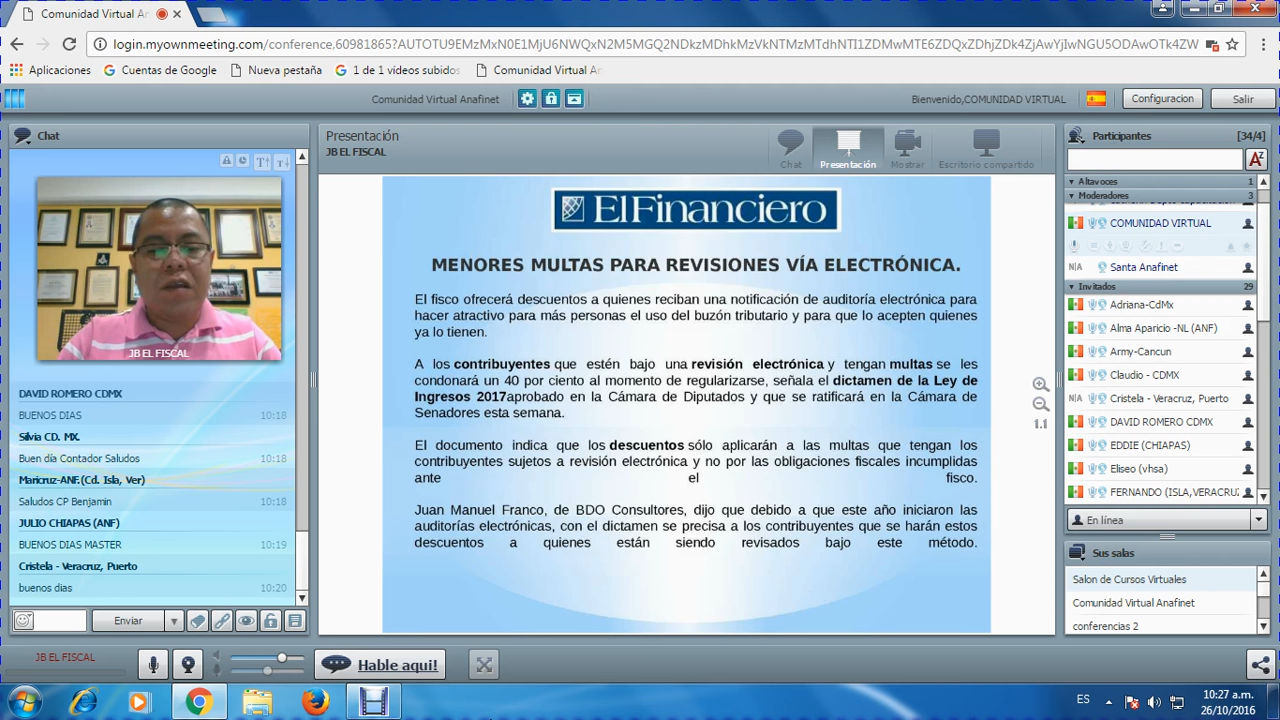 Comunidad Virtual Anafin
login.myownmeeting.com/conference,60981865?AUTOTU9EMzMxN0E1MjU6NWQxN2M5MGQ2NDkzMDhkMzVkNTMzMTdhNTI1ZDMwMTE6ZDQxZDhjZDk4ZjAwYjIwNGU5ODAwOTk4ZW
Aplicaciones
Cuentas de Google
Nueva pestaña
1 de 1 vídeos subidos
Comunidad Virtual An
Comunidad Virtual Anafinet
Bienvenido,COMUNIDAD VIRTUAL
Configuracion
Salir
Chat
JB EL FISCAL
DAVID ROMERO CDMX
BUENOS DIAS 10:18
Silvia CD. MX.
Buen día Contador Saludos 10:18
Maricruz-ANF.(Cd. Isla, Ver)
Saludos CP Benjamin 10:18
JULIO CHIAPAS (ANF)
BUENOS DIAS MASTER 10:19
Cristela - Veracruz, Puerto
buenos dias 10:20
Enviar
Presentación
JB EL FISCAL
Chat
Presentación
Mostrar
Escritorio compartido
El Financiero
MENORES MULTAS PARA REVISIONES VÍA ELECTRÓNICA.
El fisco ofrecerá descuentos a quienes reciban una notificación de auditoría electrónica para
hacer atractivo para más personas el uso del buzón tributario y para que lo acepten quienes
ya lo tienen.
A los contribuyentes que estén bajo una revisión electrónica y tengan multas se les
condonará un 40 por ciento al momento de regularizarse, señala el dictamen de la Ley de
Ingresos 2017aprobado en la Cámara de Diputados y que se ratificará en la Cámara de
Senadores esta semana.
El documento indica que los descuentos sólo aplicarán a las multas que tengan los
contribuyentes sujetos a revisión electrónica y no por las obligaciones fiscales incumplidas
ante el fisco.
Juan Manuel Franco, de BDO Consultores, dijo que debido a que este año iniciaron las
auditorías electrónicas, con el dictamen se precisa a los contribuyentes que se harán estos
descuentos a quienes están siendo revisados bajo este método.
1.1
Participantes [34/4]
Altavoces 1
Moderadores 3
COMUNIDAD VIRTUAL
N|A Santa Anafinet
Invitados 29
Adriana-CdMx
Alma Aparicio -NL (ANF)
Army-Cancun
Claudio - CDMX
N|A Cristela - Veracruz, Puerto
DAVID ROMERO CDMX
EDDIE (CHIAPAS)
Eliseo (vhsa)
FERNANDO (ISLA,VERACRUZ
En línea
Sus salas
Salon de Cursos Virtuales
Comunidad Virtual Anafinet
conferencias 2
JB EL FISCAL
Hable aqui!
ES
10:27 a.m.
26/10/2016